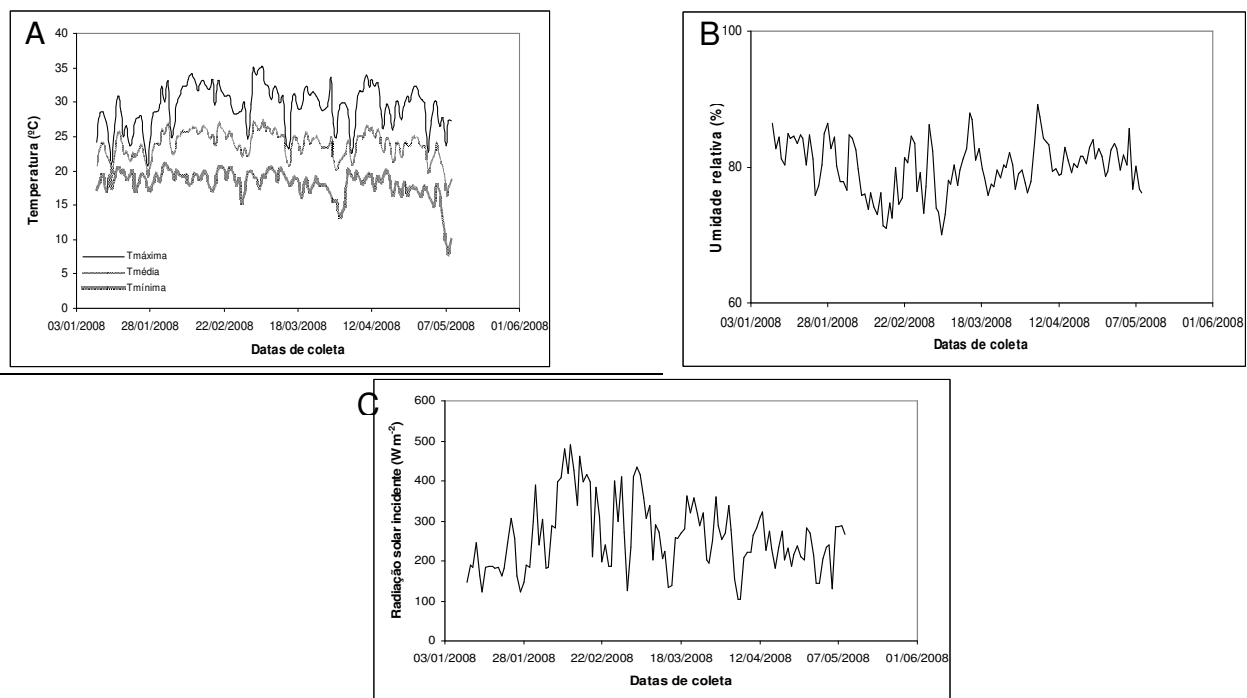 A
40
35
30
25
20
15
10
5
0
Temperatura (ºC)
Tmáxima
Tmédia
Tmínima
03/01/2008 28/01/2008 22/02/2008 18/03/2008 12/04/2008 07/05/2008 01/06/2008
Datas de coleta
B
100
80
60
Umidade relativa (%)
03/01/2008 28/01/2008 22/02/2008 18/03/2008 12/04/2008 07/05/2008 01/06/2008
Datas de coleta
C
600
500
400
300
200
100
0
Radiação solar incidente (W m-2)
03/01/2008 28/01/2008 22/02/2008 18/03/2008 12/04/2008 07/05/2008 01/06/2008
Datas de coleta